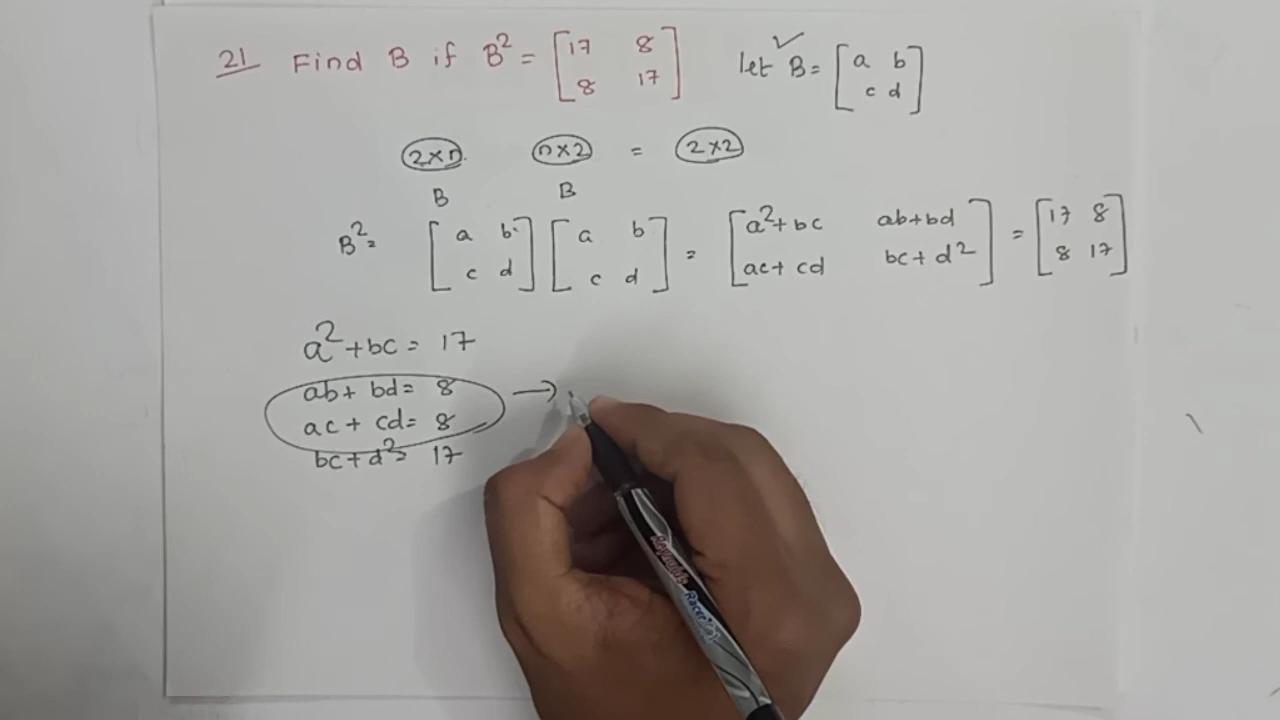 21 Find B if B² = [17 8
8 17] let B = [a b
c d]
2×n n×2 = 2×2
B B
B² = [a b
c d] [a b
c d] = [a²+bc ab+bd
ac+cd bc+d²] = [17 8
8 17]
a²+bc = 17
ab+ bd= 8 →
ac + cd= 8
bc+d²= 17
Reynolds Racer